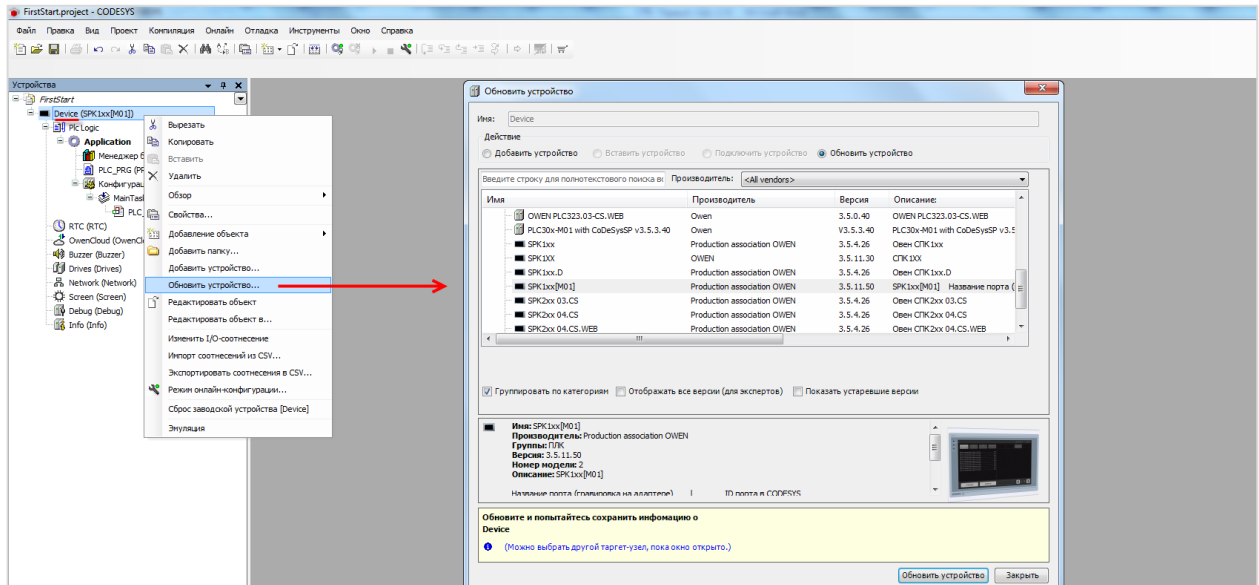 FirstStart.project - CODESYS
Файл Правка Вид Проект Компиляция Онлайн Отладка Инструменты Окно Справка
Устройства
FirstStart
Device (SPK1xx[M01])
Plc Logic
Application
Менеджер б
PLC_PRG (PF
Конфигурац
MainTas
PLC_
RTC (RTC)
OwenCloud (OwenCl
Buzzer (Buzzer)
Drives (Drives)
Network (Network)
Screen (Screen)
Debug (Debug)
Info (Info)
Вырезать
Копировать
Вставить
Удалить
Обзор
Свойства...
Добавление объекта
Добавить папку...
Добавить устройство...
Обновить устройство...
Редактировать объект
Редактировать объект в...
Изменить I/O-соотнесение
Импорт соотнесений из CSV...
Экспортировать соотнесения в CSV...
Режим онлайн-конфигурации...
Сброс заводской устройства [Device]
Эмуляция
Обновить устройство
Имя: Device
Действие
Добавить устройство Вставить устройство Подключить устройство Обновить устройство
Введите строку для полнотекстового поиска во Производитель: <All vendors>
Имя Производитель Версия Описание:
OWEN PLC323.03-CS.WEB Owen 3.5.0.40 OWEN PLC323.03-CS.WEB
PLC30x-M01 with CoDeSysSP v3.5.3.40 Owen V3.5.3.40 PLC30x-M01 with CoDeSysSP v3.5
SPK1xx Production association OWEN 3.5.4.26 Овен СПК1xx
SPK1XX OWEN 3.5.11.30 СПК1XX
SPK1xx.D Production association OWEN 3.5.4.26 Овен СПК1xx.D
SPK1xx[M01] Production association OWEN 3.5.11.50 SPK1xx[M01] Название порта (
SPK2xx 03.CS Production association OWEN 3.5.4.26 Овен СПК2xx 03.CS
SPK2xx 04.CS Production association OWEN 3.5.4.26 Овен СПК2xx 04.CS
SPK2xx 04.CS.WEB Production association OWEN 3.5.4.26 Овен СПК2xx 04.CS.WEB
Группировать по категориям Отображать все версии (для экспертов) Показать устаревшие версии
Имя: SPK1xx[M01]
Производитель: Production association OWEN
Группы: ПЛК
Версия: 3.5.11.50
Номер модели: 2
Описание: SPK1xx[M01]
Название порта (гравировка на адаптере) | ID порта в CODESYS
Обновите и попытайтесь сохранить инфомацию о
Device
(Можно выбрать другой таргет-узел, пока окно открыто.)
Обновить устройство Закрыть